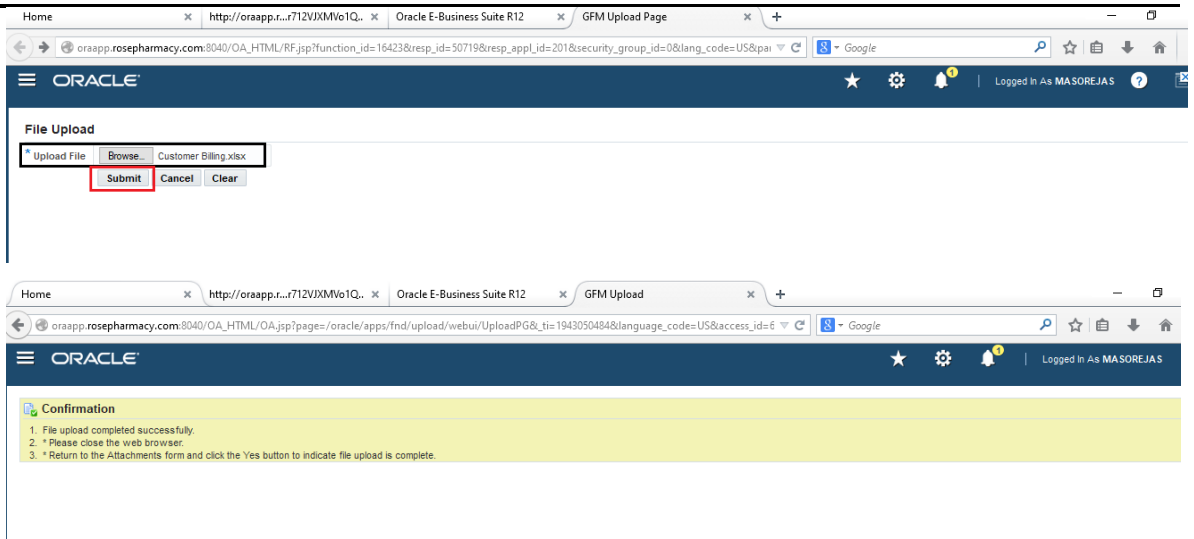 Home http://oraapp.r...r712VJXMVo1Q.. Oracle E-Business Suite R12 GFM Upload Page
oraapp.rosepharmacy.com:8040/OA_HTML/RF.jsp?function_id=16423&resp_id=50719&resp_appl_id=201&security_group_id=0&lang_code=US&pai Google
ORACLE 1 | Logged In As MASOREJAS ?
File Upload
* Upload File Browse... Customer Billing.xlsx
Submit Cancel Clear
Home http://oraapp.r...r712VJXMVo1Q.. Oracle E-Business Suite R12 GFM Upload
oraapp.rosepharmacy.com:8040/OA_HTML/OA.jsp?page=/oracle/apps/fnd/upload/webui/UploadPG&_ti=1943050484&language_code=US&access_id=6 Google
ORACLE 1 | Logged In As MASOREJAS
Confirmation
1. File upload completed successfully.
2. * Please close the web browser.
3. * Return to the Attachments form and click the Yes button to indicate file upload is complete.